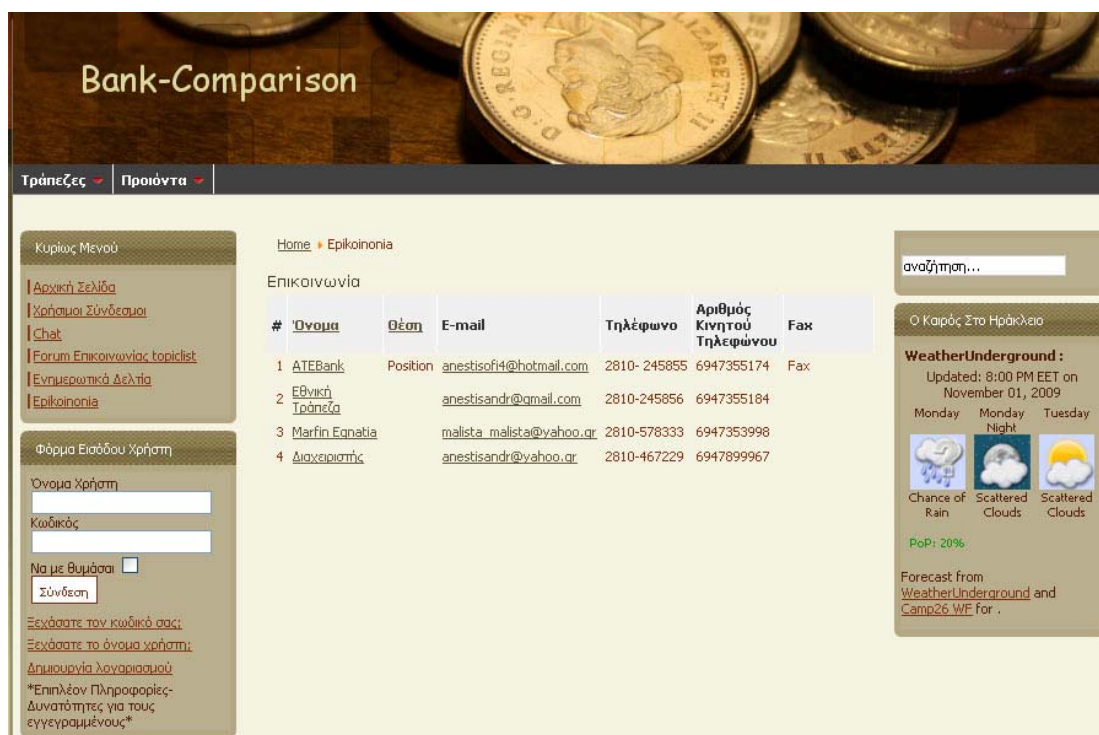 Bank-Comparison
D·G·REGINA
ELIZABETH II
Τράπεζες
Προιόντα
Κυρίως Μενού
Αρχική Σελίδα
Χρήσιμοι Σύνδεσμοι
Chat
Forum Επικοινωνίας topiclist
Ενημερωτικά Δελτία
Epikoinonia
Φόρμα Εισόδου Χρήστη
Όνομα Χρήστη
Κωδικός
Να με θυμάσαι
Σύνδεση
Ξεχάσατε τον κωδικό σας;
Ξεχάσατε το όνομα χρήστη;
Δημιουργία λογαριασμού
*Επιπλέον Πληροφορίες-
Δυνατότητες για τους
εγγεγραμμένους*
Home Epikoinonia
Επικοινωνία
# Όνομα Θέση E-mail Τηλέφωνο Αριθμός Κινητού Τηλεφώνου Fax
1 ATEBank Position anestisofi4@hotmail.com 2810- 245855 6947355174 Fax
2 Εθνική Τράπεζα anestisandr@gmail.com 2810-245856 6947355184
3 Marfin Egnatia malista_malista@yahoo.gr 2810-578333 6947353998
4 Διαχειριστής anestisandr@yahoo.gr 2810-467229 6947899967
αναζήτηση...
Ο Καιρός Στο Ηράκλειο
WeatherUnderground :
Updated: 8:00 PM EET on
November 01, 2009
Monday Monday Night Tuesday
Chance of Rain Scattered Clouds Scattered Clouds
PoP: 20%
Forecast from
WeatherUnderground and
Camp26 WF for .